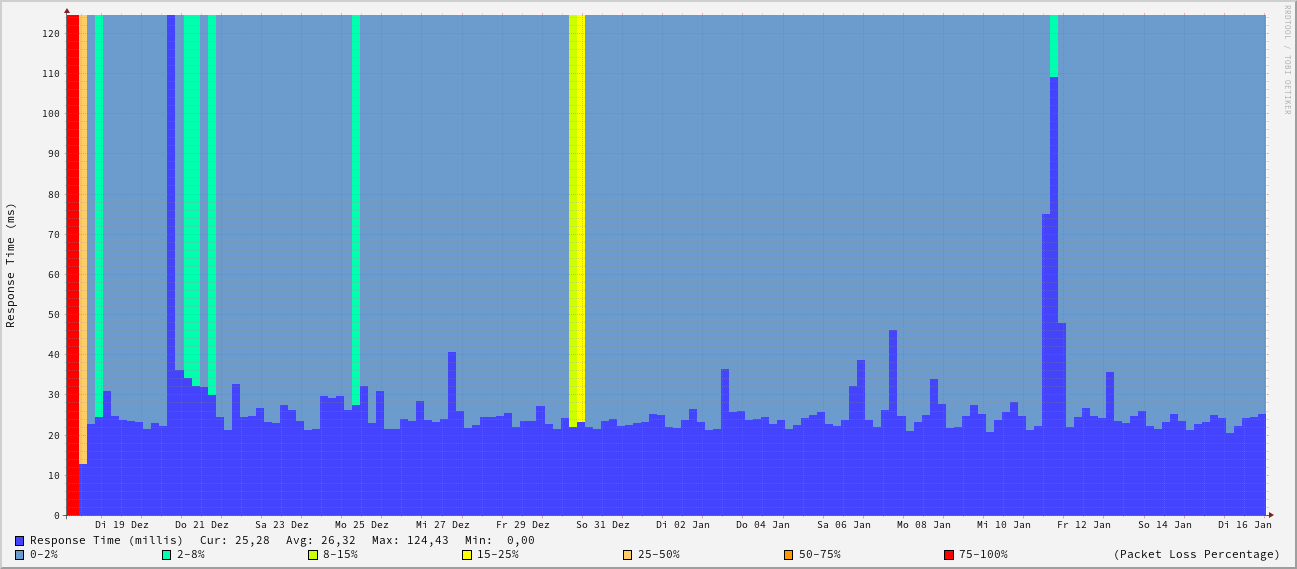 RRDTOOL / TOBI OETIKER
Response Time (ms)
120
110
100
90
80
70
60
50
40
30
20
10
0
Di 19 Dez Do 21 Dez Sa 23 Dez Mo 25 Dez Mi 27 Dez Fr 29 Dez So 31 Dez Di 02 Jan Do 04 Jan Sa 06 Jan Mo 08 Jan Mi 10 Jan Fr 12 Jan So 14 Jan Di 16 Jan
Response Time (millis) Cur: 25,28 Avg: 26,32 Max: 124,43 Min: 0,00
0-2% 2-8% 8-15% 15-25% 25-50% 50-75% 75-100% (Packet Loss Percentage)